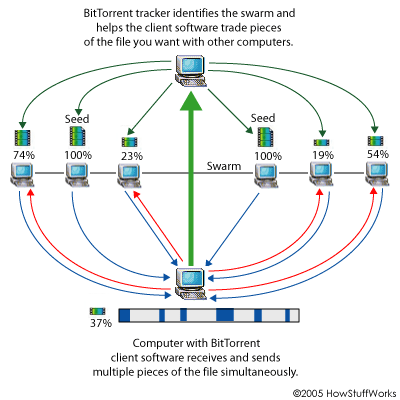 BitTorrent tracker identifies the swarm and
helps the client software trade pieces
of the file you want with other computers.
Seed
Seed
74%
100%
23%
100%
19%
54%
Swarm
37%
Computer with BitTorrent
client software receives and sends
multiple pieces of the file simultaneously.
©2005 HowStuffWorks